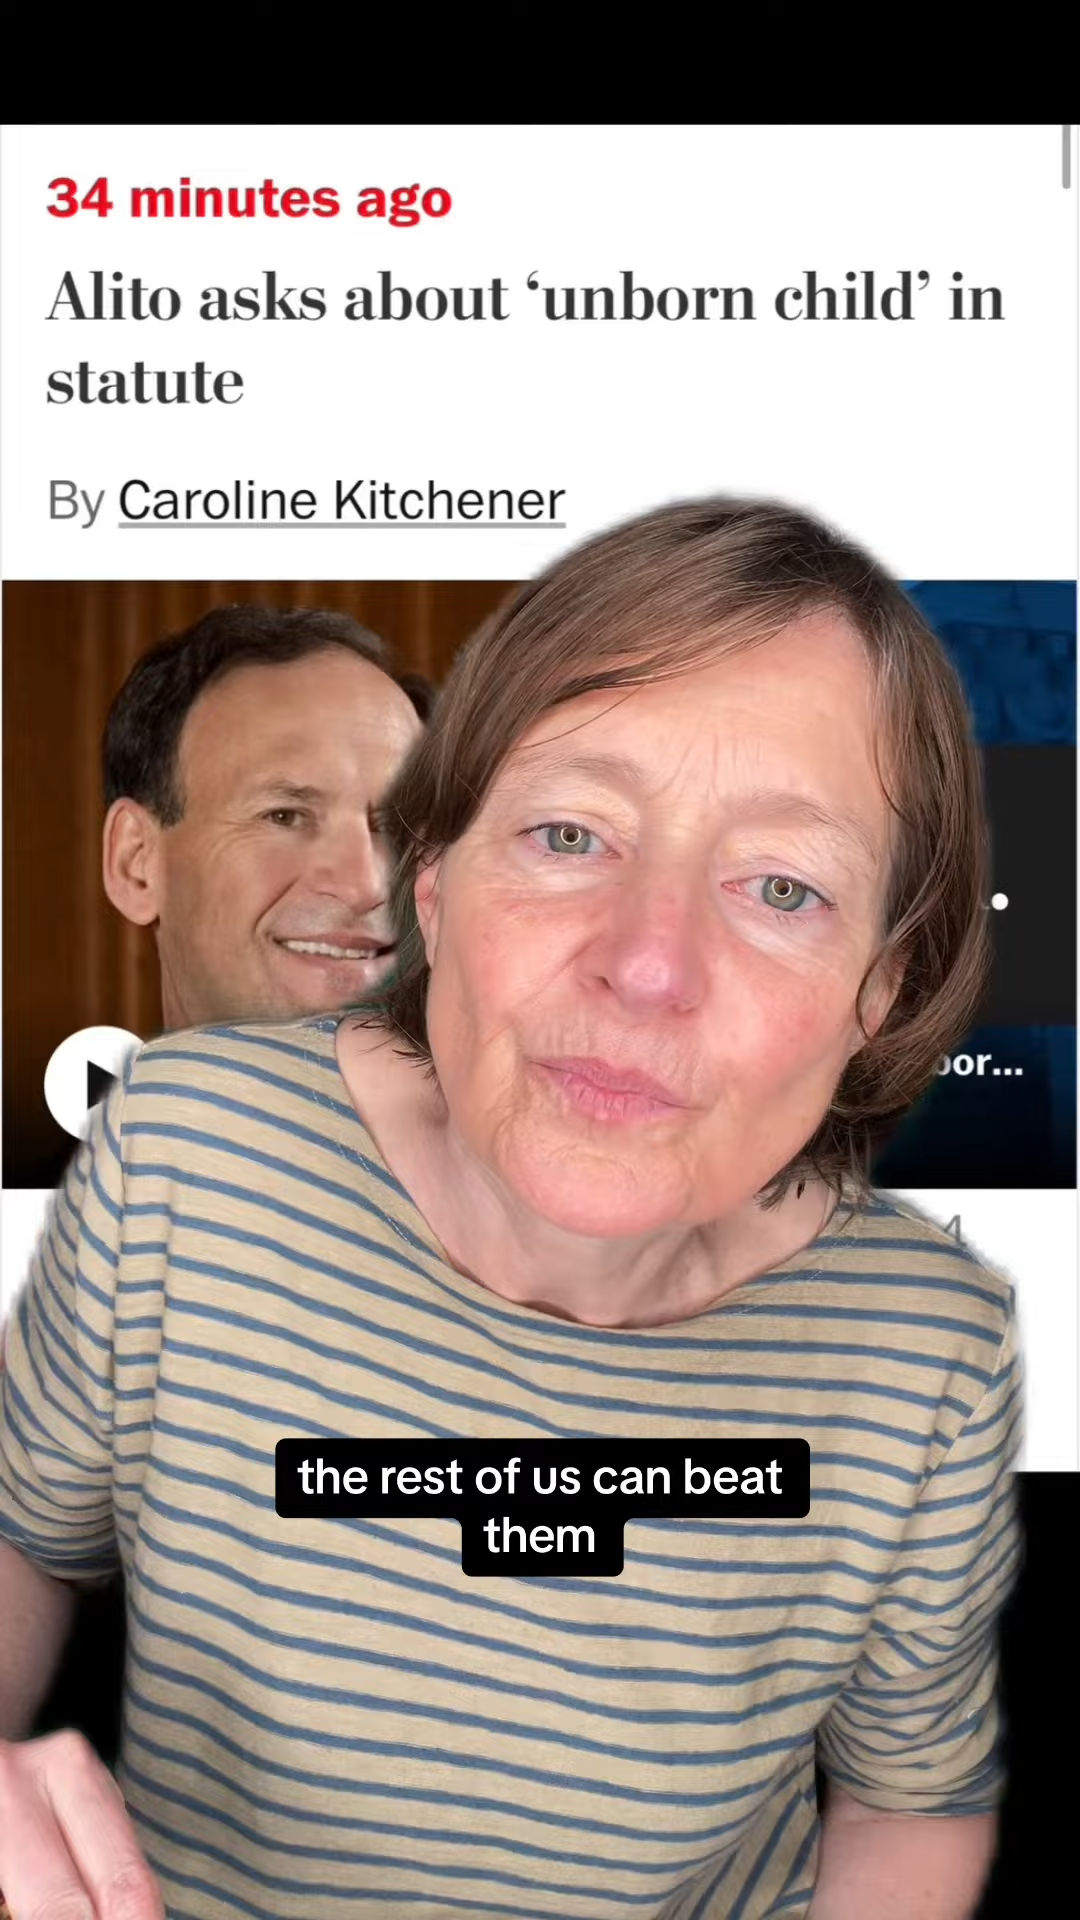 34 minutes ago
Alito asks about ‘unborn child’ in
statute
By Caroline Kitchener
the rest of us can beat
them